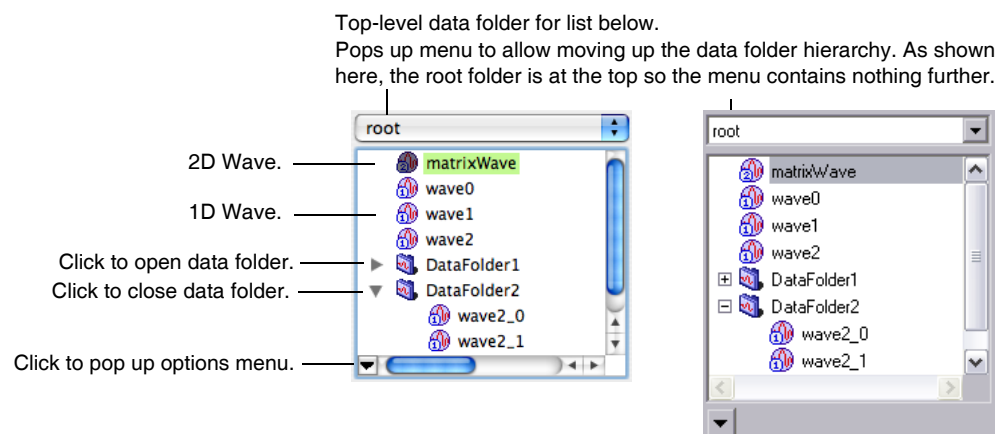 Top-level data folder for list below.
Pops up menu to allow moving up the data folder hierarchy. As shown
here, the root folder is at the top so the menu contains nothing further.
root
2D Wave.
matrixWave
wave0
1D Wave.
wave1
wave2
Click to open data folder.
DataFolder1
Click to close data folder.
DataFolder2
wave2_0
wave2_1
Click to pop up options menu.
root
matrixWave
wave0
wave1
wave2
DataFolder1
DataFolder2
wave2_0
wave2_1